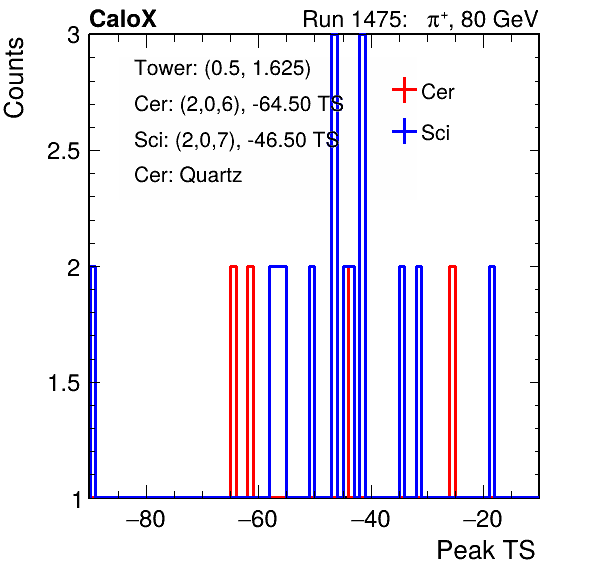 CaloX Run 1475: π⁺, 80 GeV
Counts
3
2.5
2
1.5
1
Tower: (0.5, 1.625)
Cer: (2,0,6), -64.50 TS
Sci: (2,0,7), -46.50 TS
Cer: Quartz
Cer
Sci
−80 −60 −40 −20
Peak TS